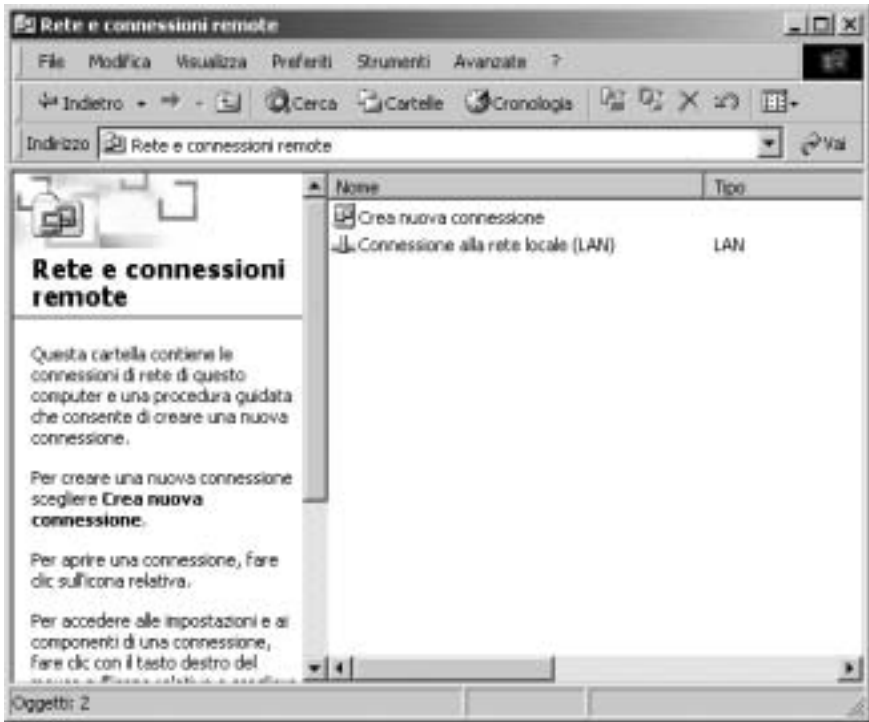 Rete e connessioni remote
File Modifica Visualizza Preferiti Strumenti Avanzate ?
Indietro Cerca Cartelle Cronologia
Indirizzo Rete e connessioni remote Vai
Nome Tipo
Crea nuova connessione
Connessione alla rete locale (LAN) LAN
Rete e connessioni
remote
Questa cartella contiene le
connessioni di rete di questo
computer e una procedura guidata
che consente di creare una nuova
connessione.
Per creare una nuova connessione
scegliere Crea nuova
connessione.
Per aprire una connessione, fare
clic sull'icona relativa.
Per accedere alle impostazioni e ai
componenti di una connessione,
fare clic con il tasto destro del
Oggetti: 2